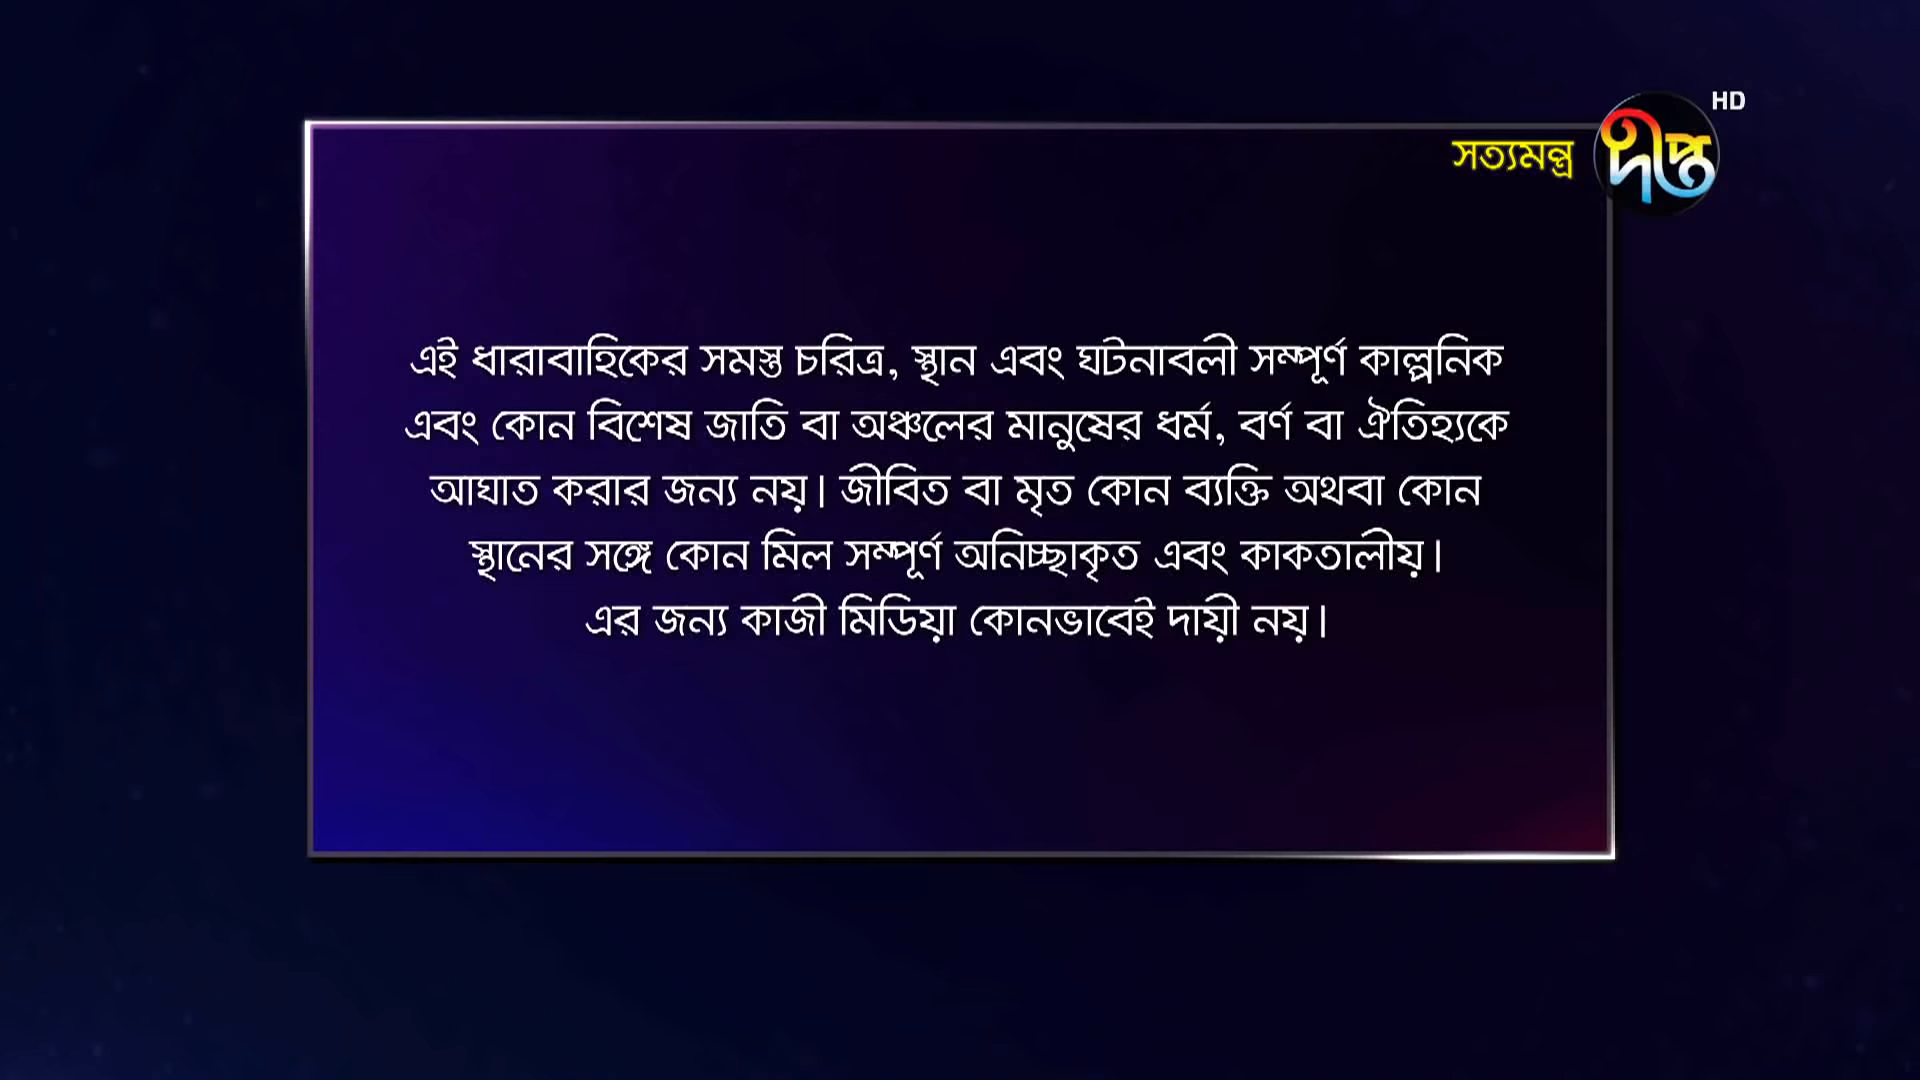 HD
সত্যমন্ত্র
দীপ্ত
এই ধারাবাহিকের সমস্ত চরিত্র, স্থান এবং ঘটনাবলী সম্পূর্ণ কাল্পনিক
এবং কোন বিশেষ জাতি বা অঞ্চলের মানুষের ধর্ম, বর্ণ বা ঐতিহ্যকে
আঘাত করার জন্য নয়। জীবিত বা মৃত কোন ব্যক্তি অথবা কোন
স্থানের সঙ্গে কোন মিল সম্পূর্ণ অনিচ্ছাকৃত এবং কাকতালীয়।
এর জন্য কাজী মিডিয়া কোনভাবেই দায়ী নয়।